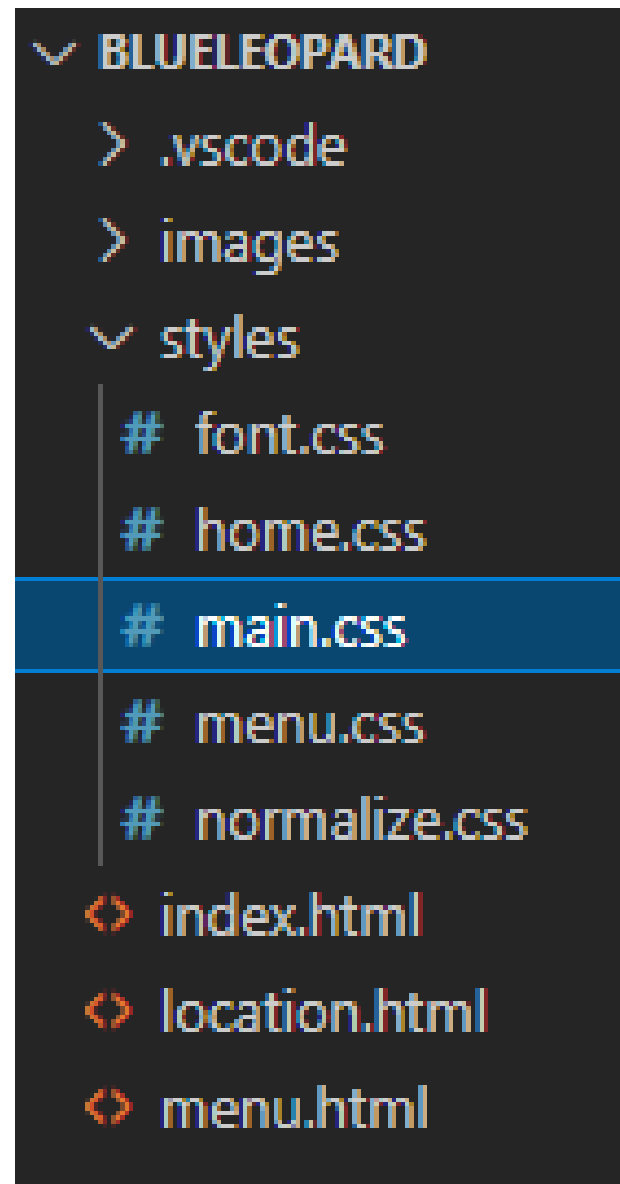 BLUELEOPARD
.vscode
images
styles
# font.css
# home.css
# main.css
# menu.css
# normalize.css
<> index.html
<> location.html
<> menu.html